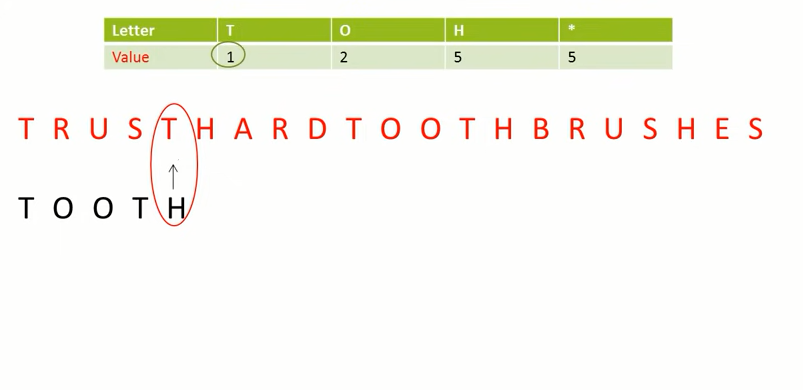 Letter T O H *
Value 1 2 5 5
T R U S T H A R D T O O T H B R U S H E S
T O O T H